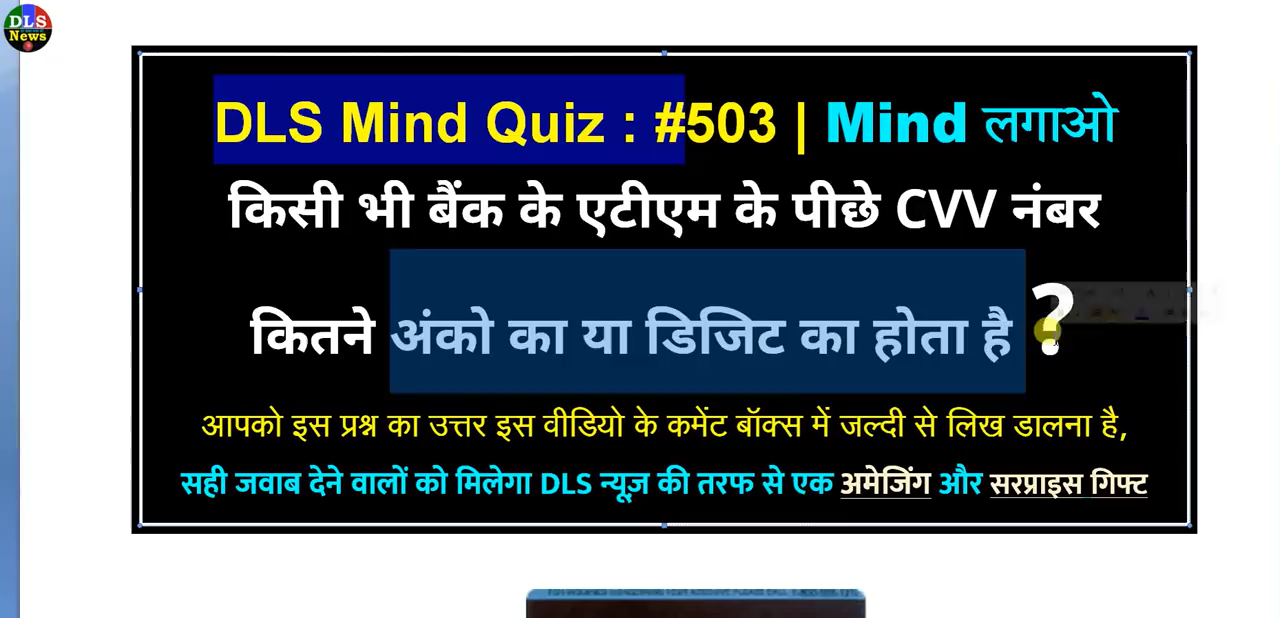 DLS
News
DLS Mind Quiz : #503 | Mind लगाओ
किसी भी बैंक के एटीएम के पीछे CVV नंबर
कितने अंको का या डिजिट का होता है ?
आपको इस प्रश्न का उत्तर इस वीडियो के कमेंट बॉक्स में जल्दी से लिख डालना है,
सही जवाब देने वालों को मिलेगा DLS न्यूज़ की तरफ से एक अमेजिंग और सरप्राइस गिफ्ट